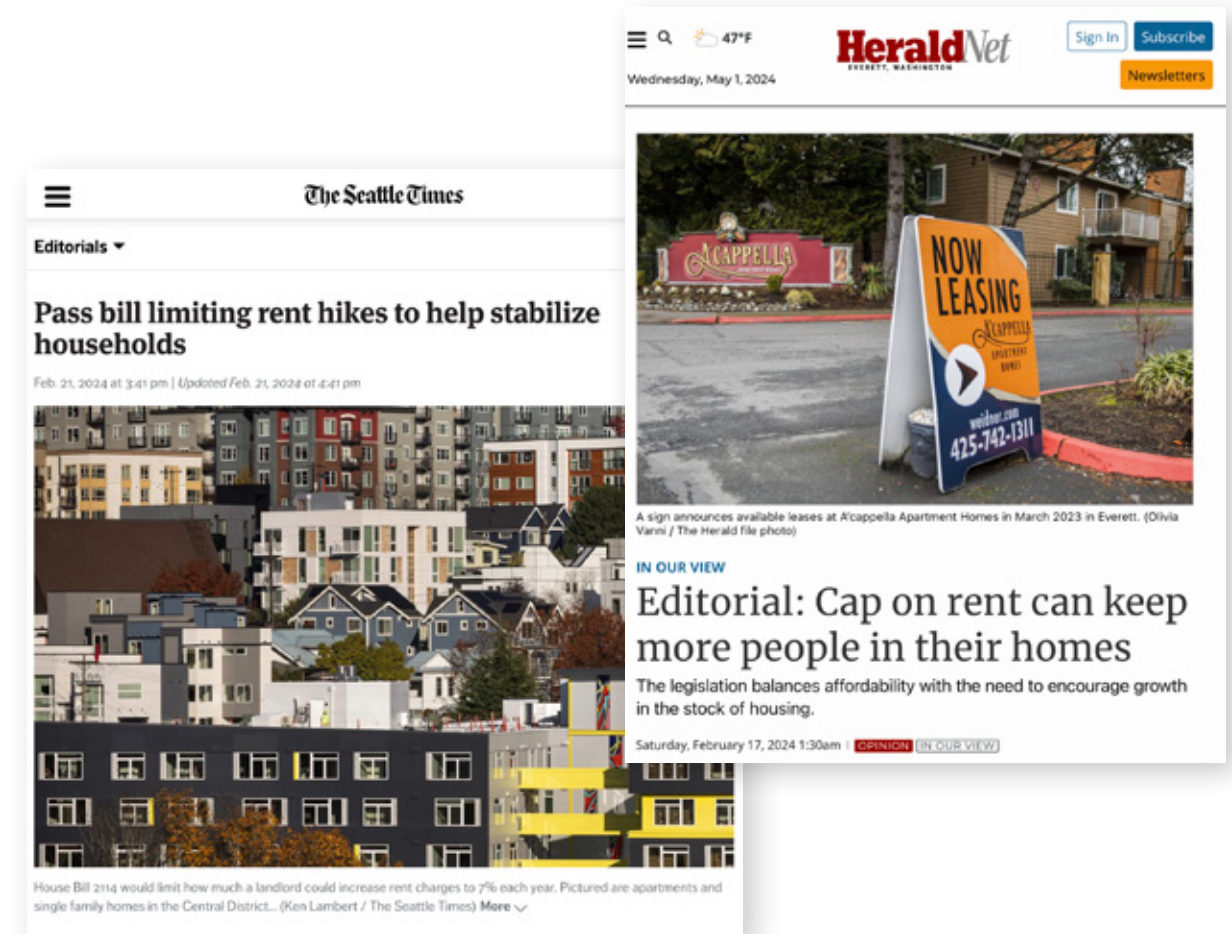 The Seattle Times
Editorials
Pass bill limiting rent hikes to help stabilize
households
Feb. 21, 2024 at 3:41 pm | Updated Feb. 21, 2024 at 4:41 pm
House Bill 2114 would limit how much a landlord could increase rent charges to 7% each year. Pictured are apartments and
single family homes in the Central District... (Ken Lambert / The Seattle Times) More
47°F
HeraldNet
EVERETT, WASHINGTON
Sign In
Subscribe
Wednesday, May 1, 2024
Newsletters
A'CAPPELLA
NOW
LEASING
A'CAPPELLA
APARTMENT
HOMES
weidner.com
425-742-1311
A sign announces available leases at A'cappella Apartment Homes in March 2023 in Everett. (Olivia
Vanni / The Herald file photo)
IN OUR VIEW
Editorial: Cap on rent can keep
more people in their homes
The legislation balances affordability with the need to encourage growth
in the stock of housing.
Saturday, February 17, 2024 1:30am | OPINION IN OUR VIEW